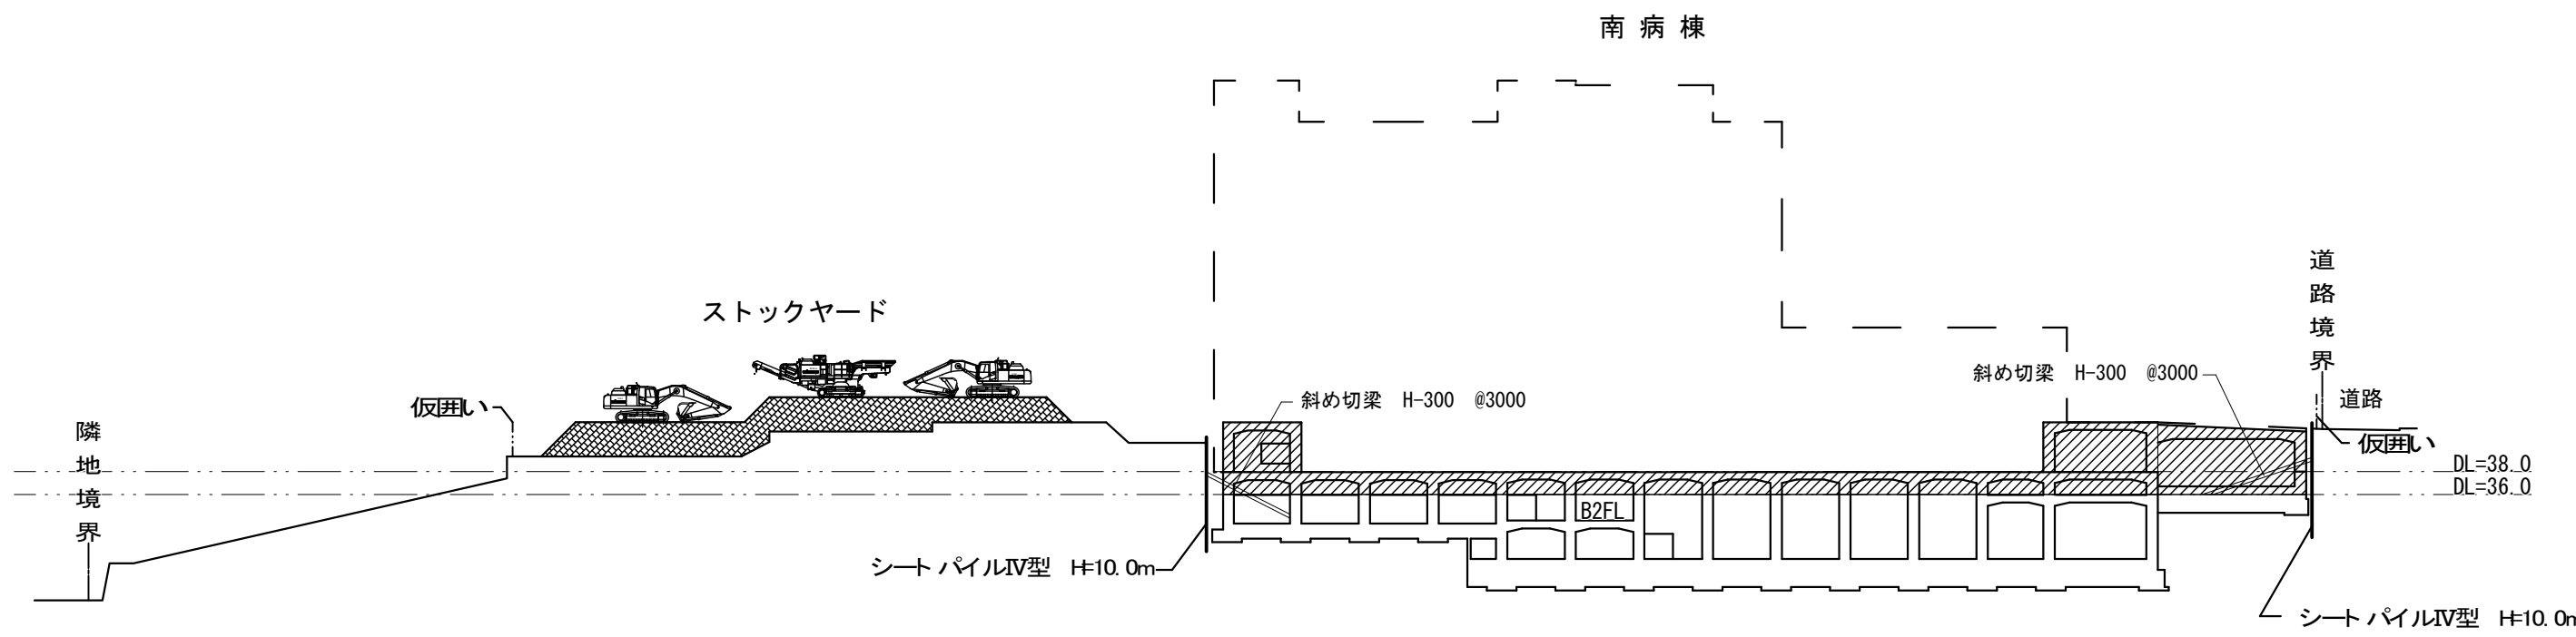 南病棟
道路境界
ストックヤード
斜め切梁 H-300 @3000
斜め切梁 H-300 @3000
道路
仮囲い
隣地境界
仮囲い
DL=38.0
DL=36.0
B2FL
シートパイルⅣ型 H=10.0m
シートパイルⅣ型 H=10.0m